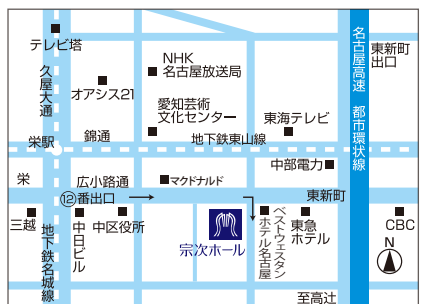 テレビ塔
久屋大通
NHK
名古屋放送局
オアシス21
愛知芸術
文化センター
東海テレビ
名古屋高速 都市環状線
東新町
出口
栄駅
錦通
地下鉄東山線
中部電力
栄
広小路通
マクドナルド
東新町
⑫番出口
三越
地下鉄名城線
中日ビル
中区役所
宗次ホール
ベストウェスタン
ホテル名古屋
東急
ホテル
CBC
N
至高辻